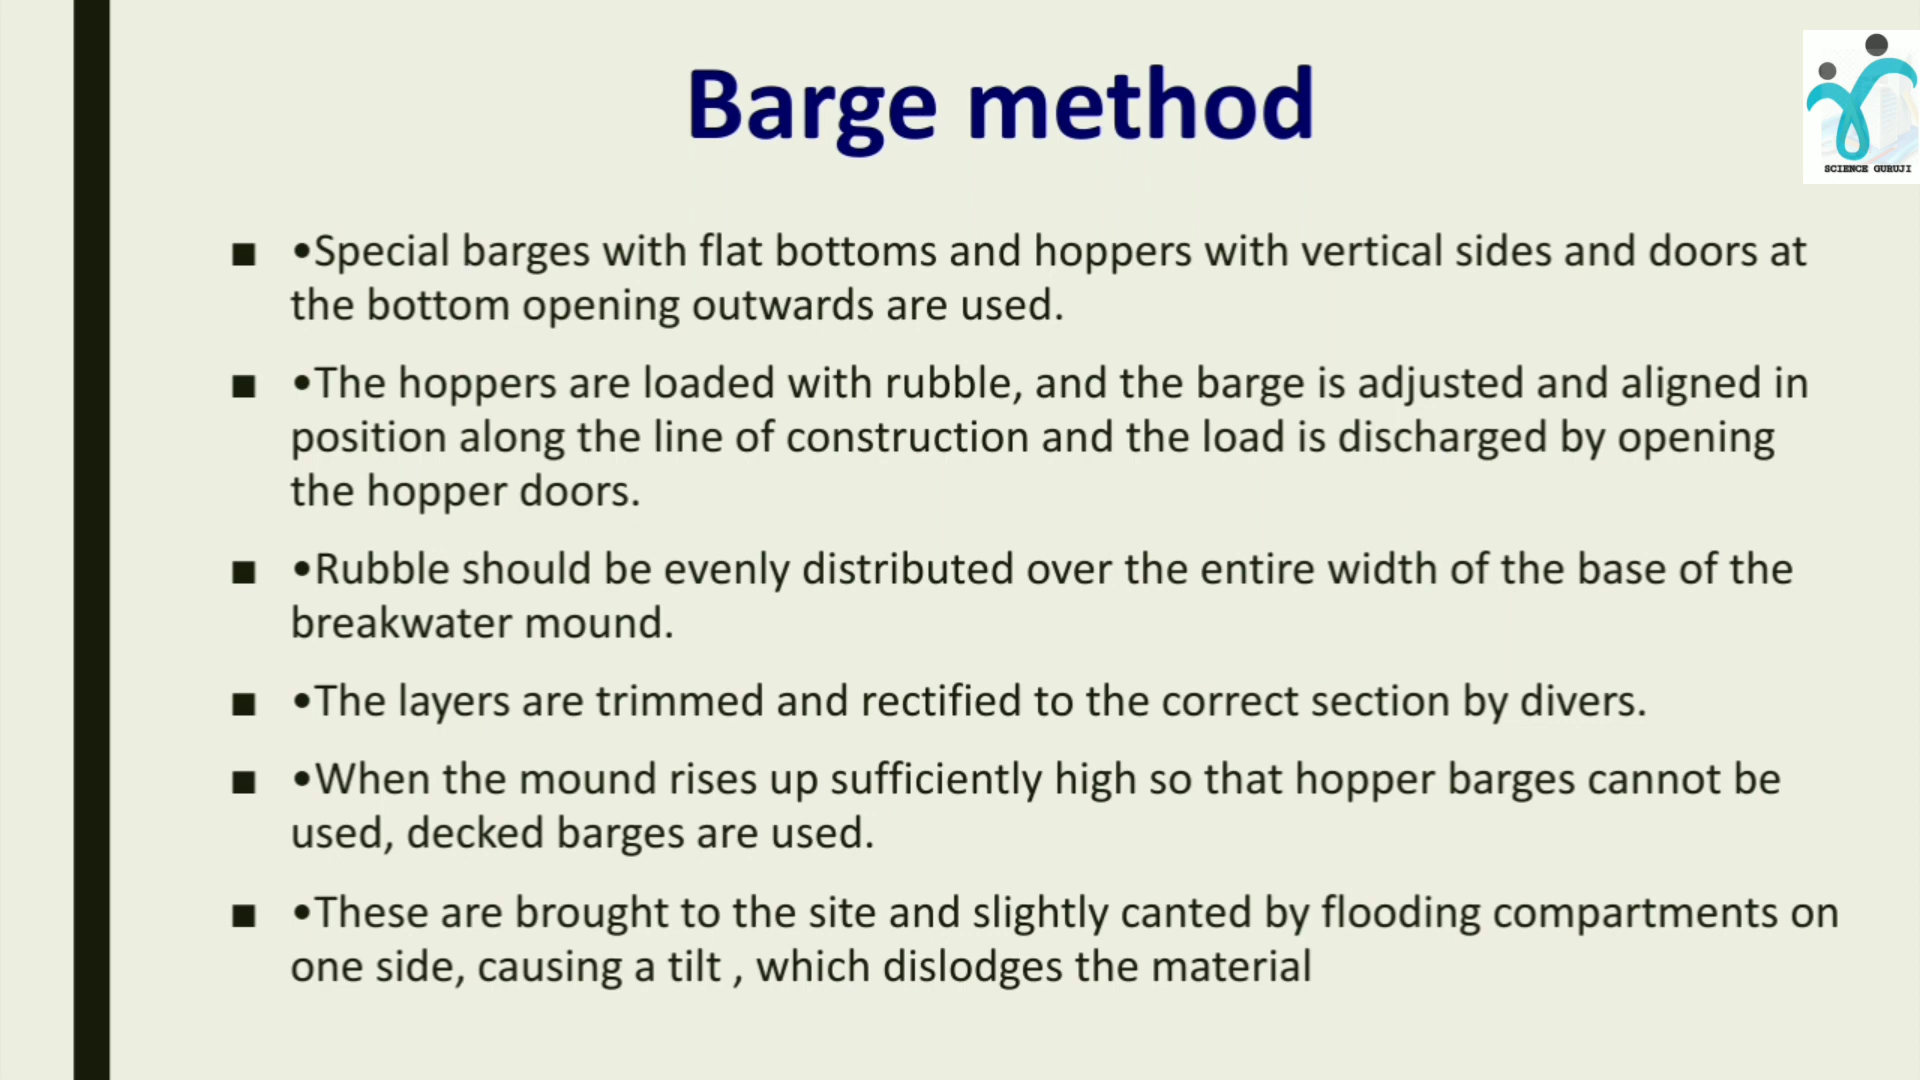 Barge method
SCIENCE GURUJI
■ •Special barges with flat bottoms and hoppers with vertical sides and doors at
the bottom opening outwards are used.
■ •The hoppers are loaded with rubble, and the barge is adjusted and aligned in
position along the line of construction and the load is discharged by opening
the hopper doors.
■ •Rubble should be evenly distributed over the entire width of the base of the
breakwater mound.
■ •The layers are trimmed and rectified to the correct section by divers.
■ •When the mound rises up sufficiently high so that hopper barges cannot be
used, decked barges are used.
■ •These are brought to the site and slightly canted by flooding compartments on
one side, causing a tilt , which dislodges the material